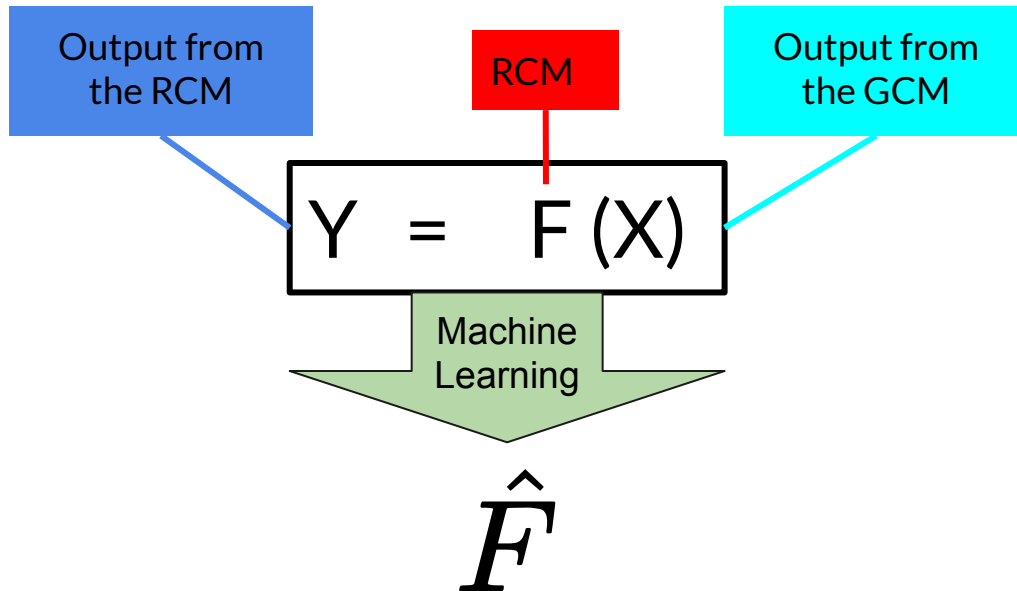 Output from
the RCM
RCM
Output from
the GCM
Y = F (X)
Machine
Learning
F̂